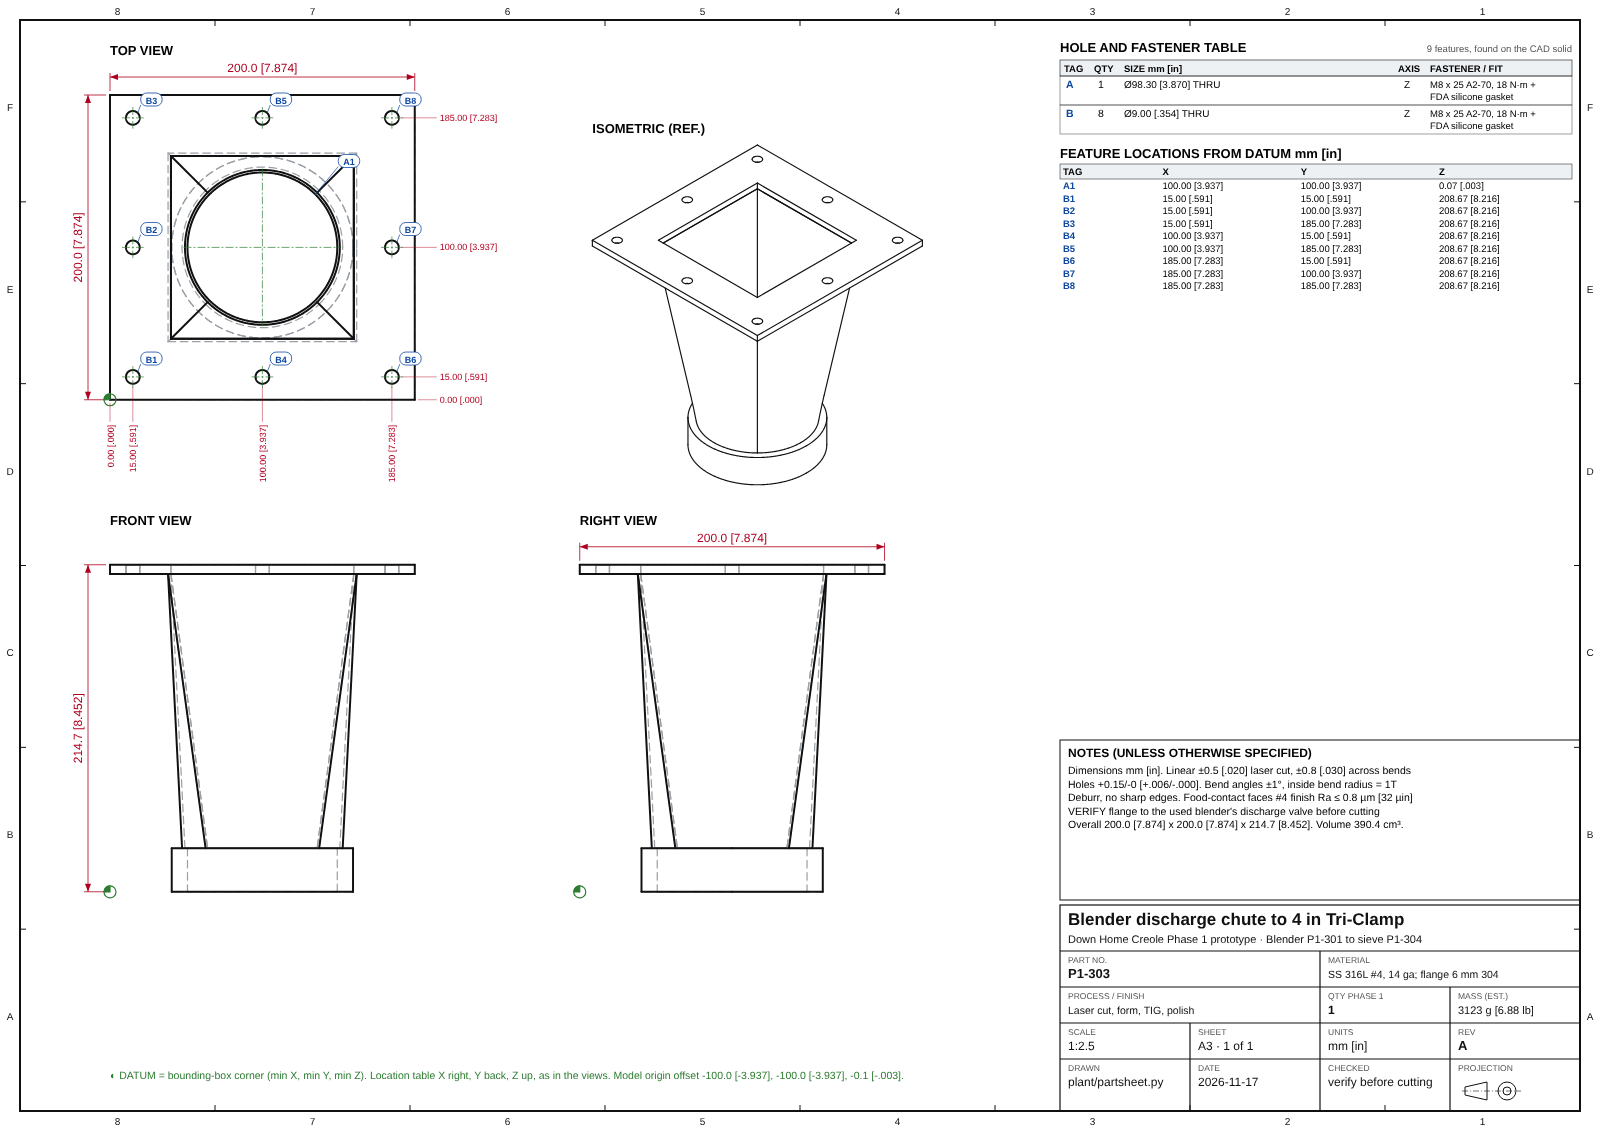 8 7 6 5 4 3 2 1
F
E
D
C
B
A
TOP VIEW
200.0 [7.874]
200.0 [7.874]
B3
B5
B8
185.00 [7.283]
A1
B2
B7
100.00 [3.937]
B1
B4
B6
15.00 [.591]
0.00 [.000]
0.00 [.000]
15.00 [.591]
100.00 [3.937]
185.00 [7.283]
ISOMETRIC (REF.)
FRONT VIEW
214.7 [8.452]
RIGHT VIEW
200.0 [7.874]
HOLE AND FASTENER TABLE
9 features, found on the CAD solid
TAG QTY SIZE mm [in] AXIS FASTENER / FIT
A 1 Ø98.30 [3.870] THRU Z M8 x 25 A2-70, 18 N·m +
FDA silicone gasket
B 8 Ø9.00 [.354] THRU Z M8 x 25 A2-70, 18 N·m +
FDA silicone gasket
FEATURE LOCATIONS FROM DATUM mm [in]
TAG X Y Z
A1 100.00 [3.937] 100.00 [3.937] 0.07 [.003]
B1 15.00 [.591] 15.00 [.591] 208.67 [8.216]
B2 15.00 [.591] 100.00 [3.937] 208.67 [8.216]
B3 15.00 [.591] 185.00 [7.283] 208.67 [8.216]
B4 100.00 [3.937] 15.00 [.591] 208.67 [8.216]
B5 100.00 [3.937] 185.00 [7.283] 208.67 [8.216]
B6 185.00 [7.283] 15.00 [.591] 208.67 [8.216]
B7 185.00 [7.283] 100.00 [3.937] 208.67 [8.216]
B8 185.00 [7.283] 185.00 [7.283] 208.67 [8.216]
NOTES (UNLESS OTHERWISE SPECIFIED)
Dimensions mm [in]. Linear ±0.5 [.020] laser cut, ±0.8 [.030] across bends
Holes +0.15/-0 [+.006/-.000]. Bend angles ±1°, inside bend radius = 1T
Deburr, no sharp edges. Food-contact faces #4 finish Ra ≤ 0.8 µm [32 µin]
VERIFY flange to the used blender's discharge valve before cutting
Overall 200.0 [7.874] x 200.0 [7.874] x 214.7 [8.452]. Volume 390.4 cm³.
Blender discharge chute to 4 in Tri-Clamp
Down Home Creole Phase 1 prototype · Blender P1-301 to sieve P1-304
PART NO.
P1-303
MATERIAL
SS 316L #4, 14 ga; flange 6 mm 304
PROCESS / FINISH
Laser cut, form, TIG, polish
QTY PHASE 1
1
MASS (EST.)
3123 g [6.88 lb]
SCALE
1:2.5
SHEET
A3 · 1 of 1
UNITS
mm [in]
REV
A
DRAWN
plant/partsheet.py
DATE
2026-11-17
CHECKED
verify before cutting
PROJECTION
DATUM = bounding-box corner (min X, min Y, min Z). Location table X right, Y back, Z up, as in the views. Model origin offset -100.0 [-3.937], -100.0 [-3.937], -0.1 [-.003].
F
E
D
C
B
A
8 7 6 5 4 3 2 1